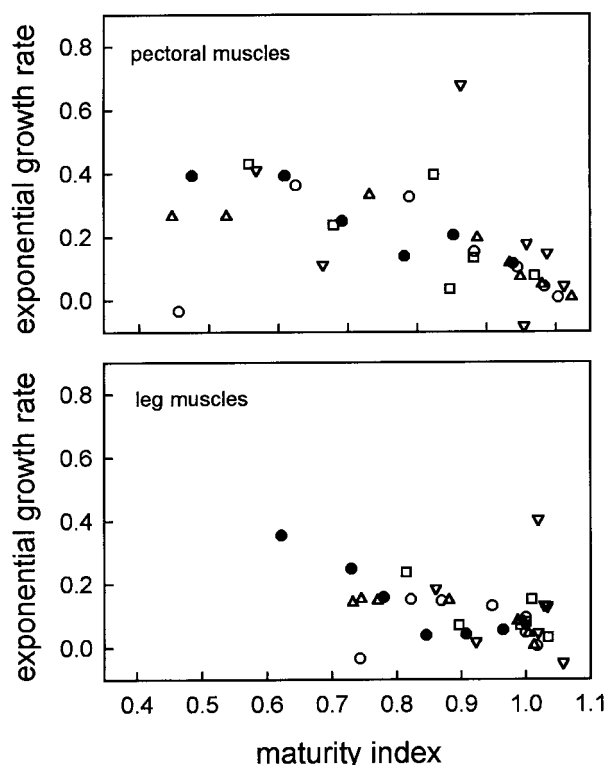 exponential growth rate
0.8
0.6
0.4
0.2
0.0
pectoral muscles
exponential growth rate
0.8
0.6
0.4
0.2
0.0
leg muscles
0.4 0.5 0.6 0.7 0.8 0.9 1.0 1.1
maturity index